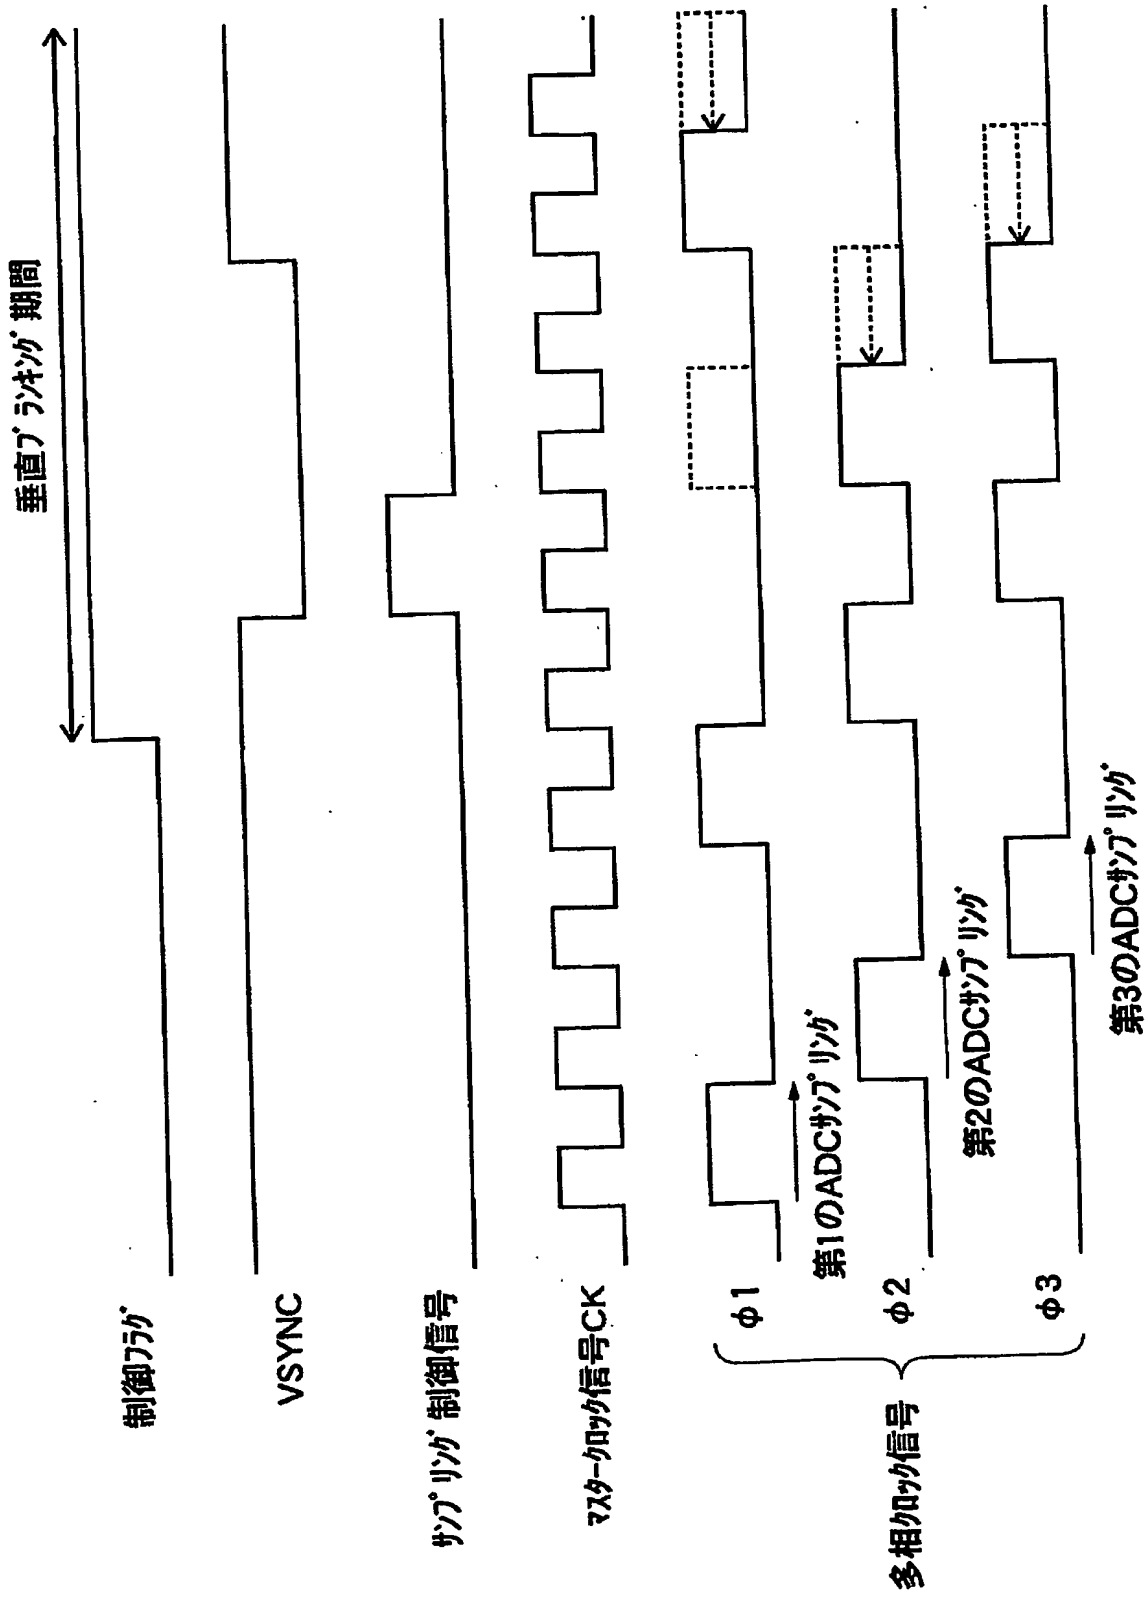 垂直ブランキング期間
制御フラグ
VSYNC
サンプリング制御信号
マスタークロック信号CK
φ1
第1のADCサンプリング
φ2
第2のADCサンプリング
φ3
第3のADCサンプリング
多相クロック信号